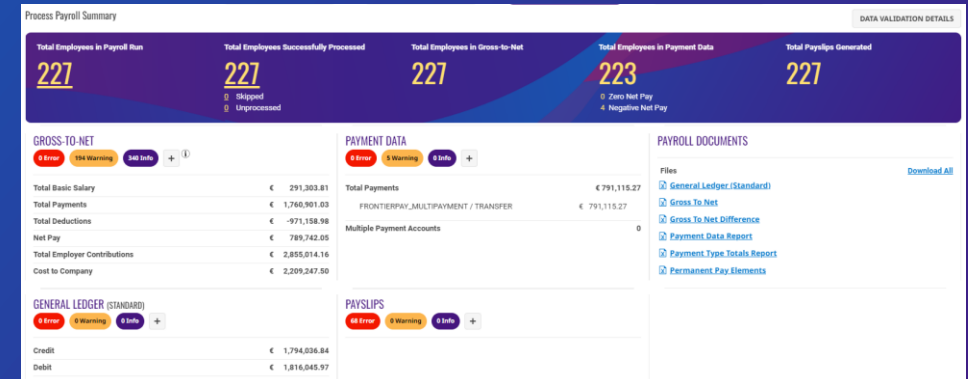 Process Payroll Summary
DATA VALIDATION DETAILS
Total Employees in Payroll Run
227
Total Employees Successfully Processed
227
0 Skipped
0 Unprocessed
Total Employees in Gross-to-Net
227
Total Employees in Payment Data
223
0 Zero Net Pay
4 Negative Net Pay
Total Payslips Generated
227
GROSS-TO-NET
0 Error 194 Warning 340 Info + i
Total Basic Salary € 291,303.81
Total Payments € 1,760,901.03
Total Deductions € -971,158.98
Net Pay € 789,742.05
Total Employer Contributions € 2,855,014.16
Cost to Company € 2,209,247.50
PAYMENT DATA
0 Error 5 Warning 0 Info +
Total Payments € 791,115.27
FRONTIERPAY_MULTIPAYMENT / TRANSFER € 791,115.27
Multiple Payment Accounts 0
PAYROLL DOCUMENTS
Files Download All
General Ledger (Standard)
Gross To Net
Gross To Net Difference
Payment Data Report
Payment Type Totals Report
Permanent Pay Elements
GENERAL LEDGER (STANDARD)
0 Error 0 Warning 0 Info +
Credit € 1,794,036.84
Debit € 1,816,045.97
PAYSLIPS
68 Error 0 Warning 0 Info +